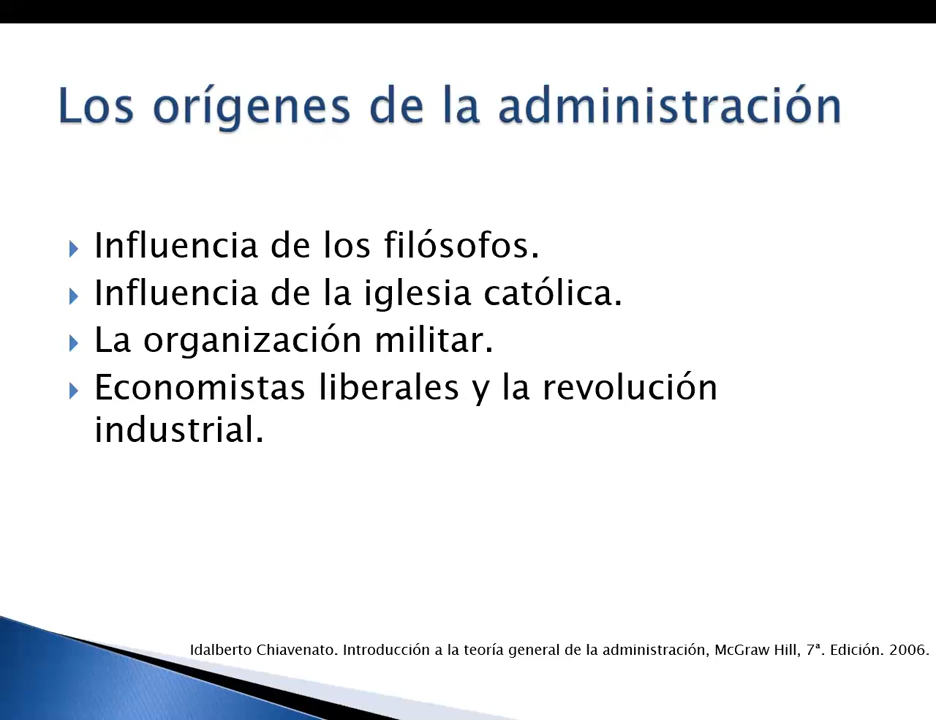 Los orígenes de la administración
Influencia de los filósofos.
Influencia de la iglesia católica.
La organización militar.
Economistas liberales y la revolución
industrial.
Idalberto Chiavenato. Introducción a la teoría general de la administración, McGraw Hill, 7ª. Edición. 2006.